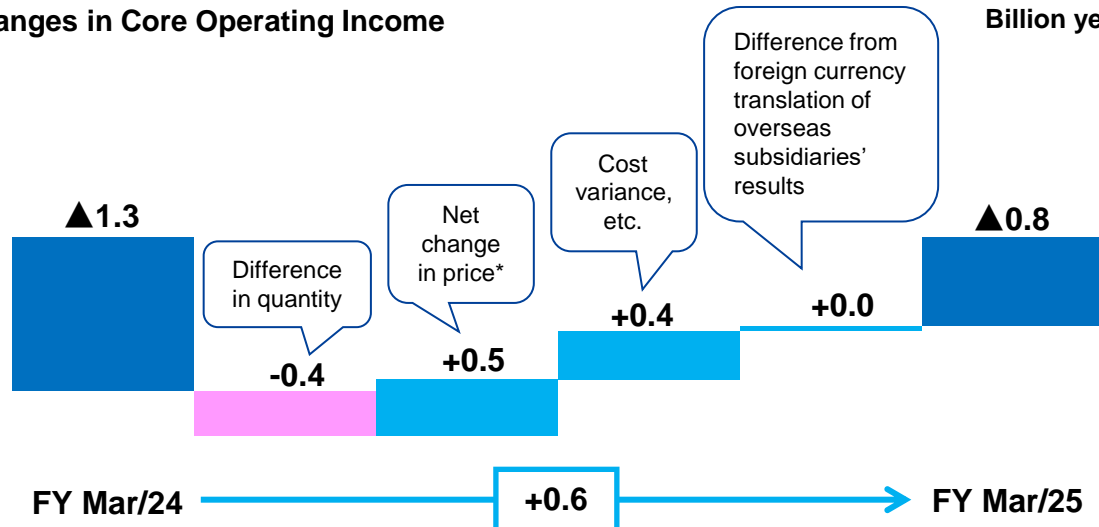 anges in Core Operating Income
Billion ye
Difference from
foreign currency
translation of
overseas
subsidiaries’
results
Cost
variance,
etc.
Net
change
in price*
Difference
in quantity
▲1.3
-0.4
+0.5
+0.4
+0.0
▲0.8
FY Mar/24
+0.6
FY Mar/25